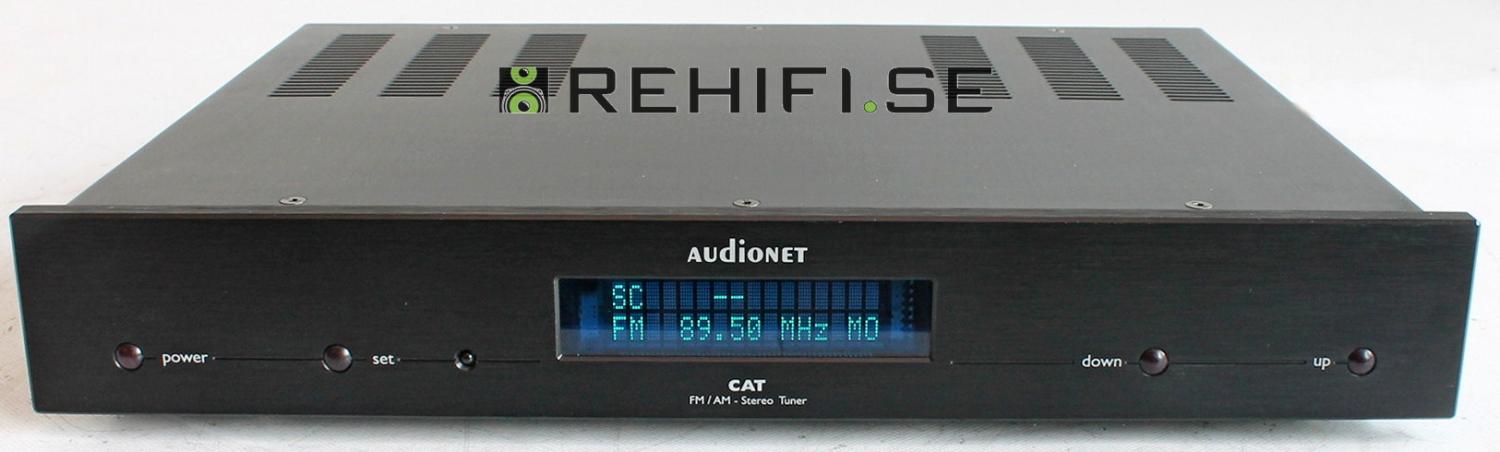 REHIFI.SE
AUDIONET
SC --
FM 89.50 MHz MO
power
set
down
up
CAT
FM / AM - Stereo Tuner